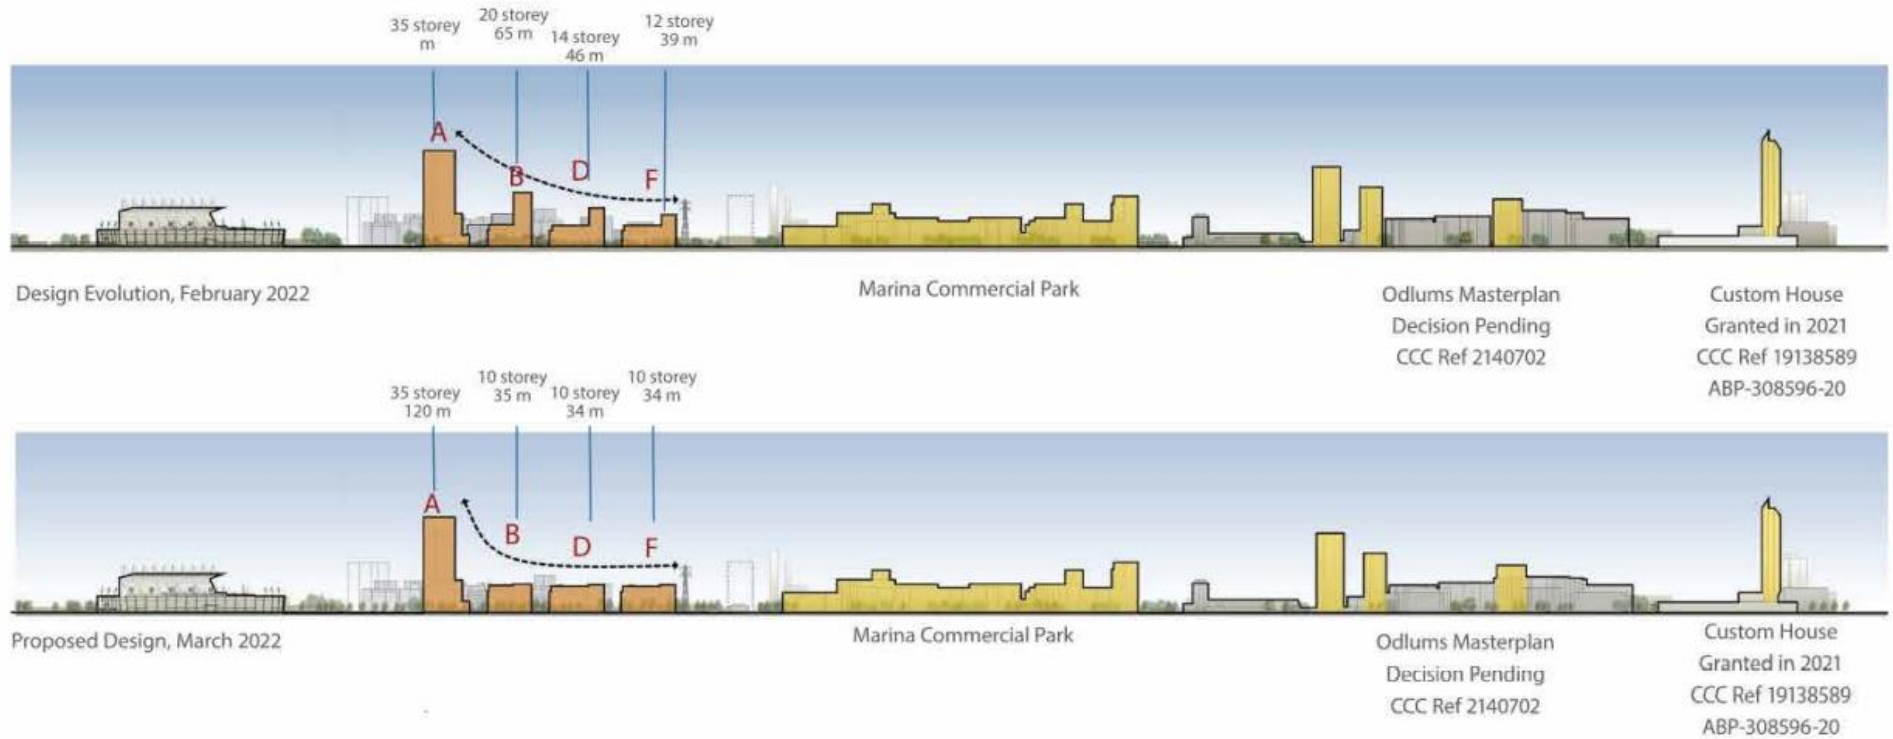 35 storey
m
20 storey
65 m
14 storey
46 m
12 storey
39 m
A
B
D
F
Design Evolution, February 2022
Marina Commercial Park
Odlums Masterplan
Decision Pending
CCC Ref 2140702
Custom House
Granted in 2021
CCC Ref 19138589
ABP-308596-20
35 storey
120 m
10 storey
35 m
10 storey
34 m
10 storey
34 m
A
B
D
F
Proposed Design, March 2022
Marina Commercial Park
Odlums Masterplan
Decision Pending
CCC Ref 2140702
Custom House
Granted in 2021
CCC Ref 19138589
ABP-308596-20